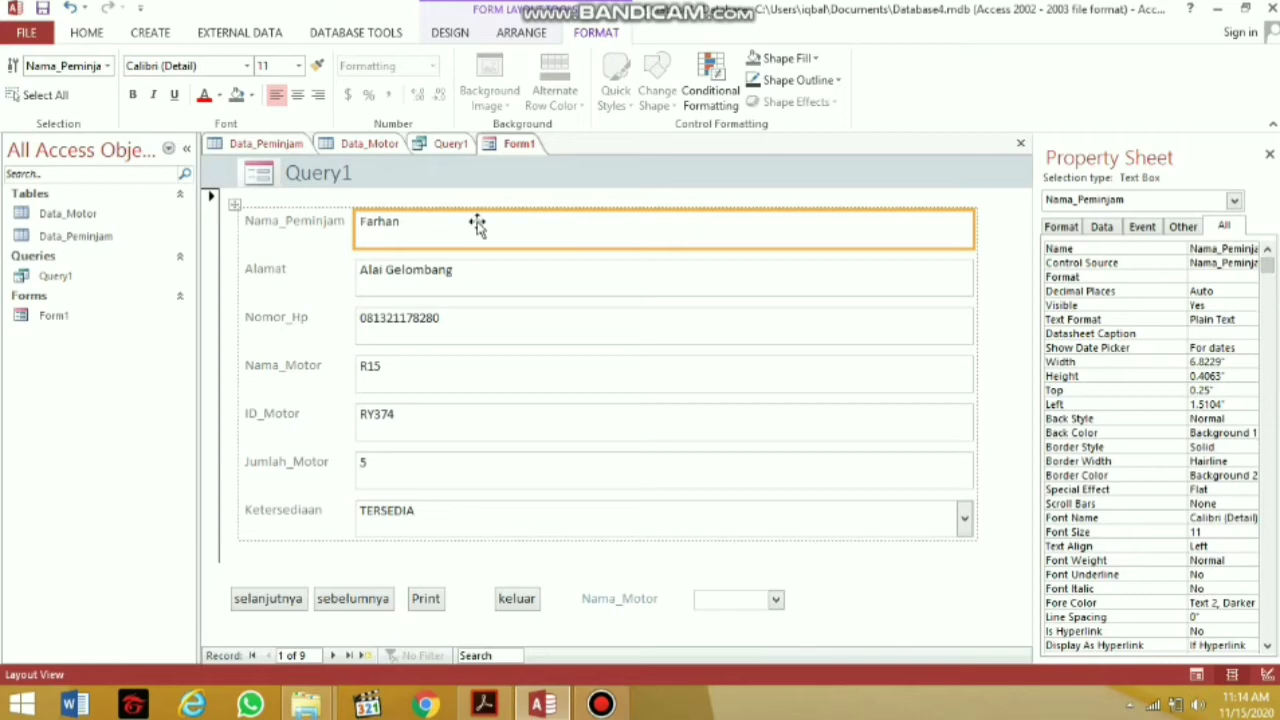 FORM LAYOUT
www.BANDICAM.com
C:\Users\iqbal\Documents\Database4.mdb (Access 2002 - 2003 file format) - Acc...
FILE HOME CREATE EXTERNAL DATA DATABASE TOOLS DESIGN ARRANGE FORMAT Sign in
Nama_Peminja Calibri (Detail) 11 Formatting
Select All
B I U A $ %
Background Image
Alternate Row Color
Quick Styles
Change Shape
Conditional Formatting
Shape Fill
Shape Outline
Shape Effects
Selection Font Number Background Control Formatting
All Access Obje...
Search...
Tables
Data_Motor
Data_Peminjam
Queries
Query1
Forms
Form1
Data_Peminjam Data_Motor Query1 Form1
Query1
Nama_Peminjam Farhan
Alamat Alai Gelombang
Nomor_Hp 081321178280
Nama_Motor R15
ID_Motor RY374
Jumlah_Motor 5
Ketersediaan TERSEDIA
selanjutnya sebelumnya Print keluar Nama_Motor
Record: 1 of 9 No Filter Search
Property Sheet
Selection type: Text Box
Nama_Peminjam
Format Data Event Other All
Name Nama_Peminja
Control Source Nama_Peminja
Format
Decimal Places Auto
Visible Yes
Text Format Plain Text
Datasheet Caption
Show Date Picker For dates
Width 6.8229"
Height 0.4063"
Top 0.25"
Left 1.5104"
Back Style Normal
Back Color Background 1
Border Style Solid
Border Width Hairline
Border Color Background 2
Special Effect Flat
Scroll Bars None
Font Name Calibri (Detail)
Font Size 11
Text Align Left
Font Weight Normal
Font Underline No
Font Italic No
Fore Color Text 2, Darker
Line Spacing 0"
Is Hyperlink No
Display As Hyperlink If Hyperlink
Layout View
321
11:14 AM
11/15/2020